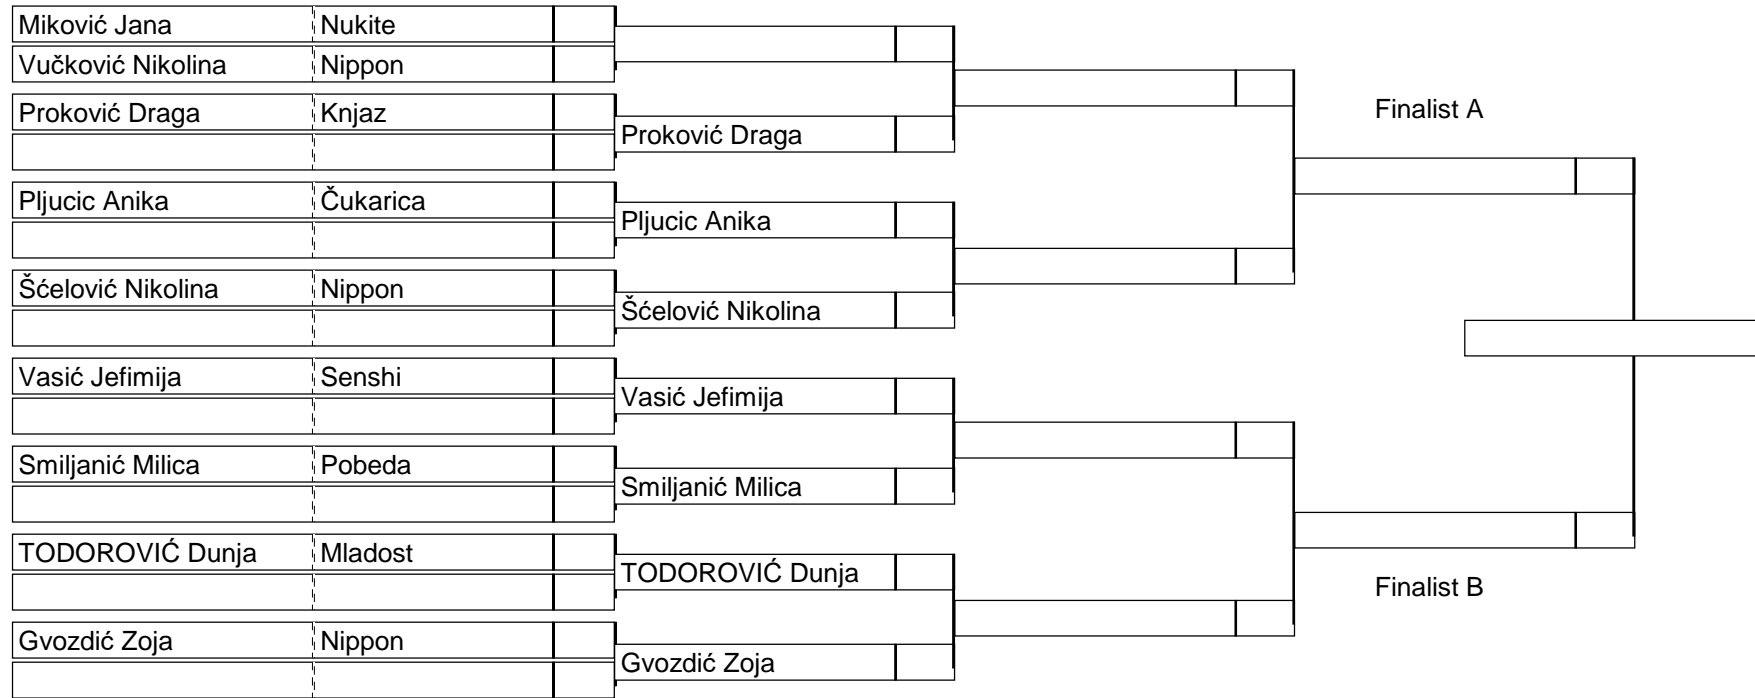 Miković Jana Nukite
Vučković Nikolina Nippon
Proković Draga Knjaz
Proković Draga
Pljucic Anika Čukarica
Pljucic Anika
Šćelović Nikolina Nippon
Šćelović Nikolina
Vasić Jefimija Senshi
Vasić Jefimija
Smiljanić Milica Pobeda
Smiljanić Milica
TODOROVIĆ Dunja Mladost
TODOROVIĆ Dunja
Gvozdić Zoja Nippon
Gvozdić Zoja
Finalist A
Finalist B